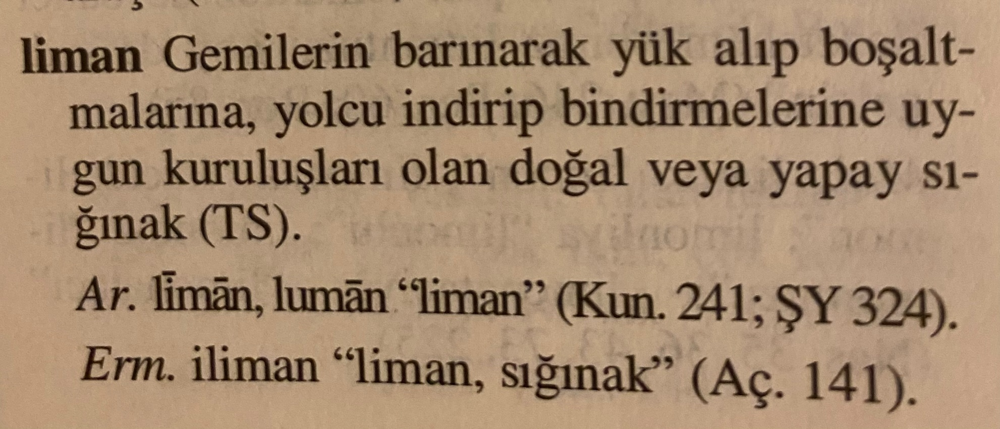 liman Gemilerin barınarak yük alıp boşalt-
malarına, yolcu indirip bindirmelerine uy-
gun kuruluşları olan doğal veya yapay sı-
ğınak (TS).
Ar. līmān, lumān “liman” (Kun. 241; ŞY 324).
Erm. iliman “liman, sığınak” (Aç. 141).